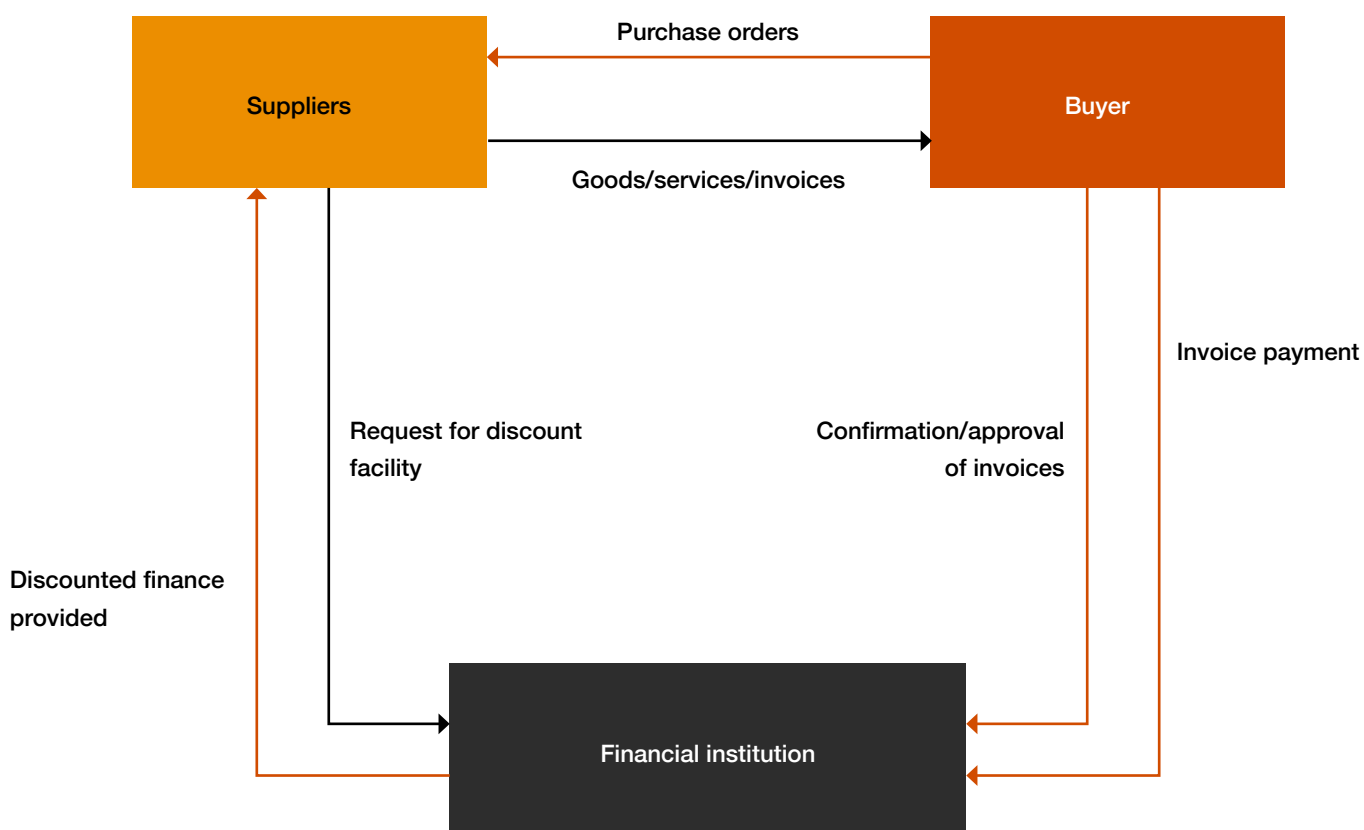 Purchase orders
Suppliers
Buyer
Goods/services/invoices
Invoice payment
Request for discount
facility
Confirmation/approval
of invoices
Discounted finance
provided
Financial institution